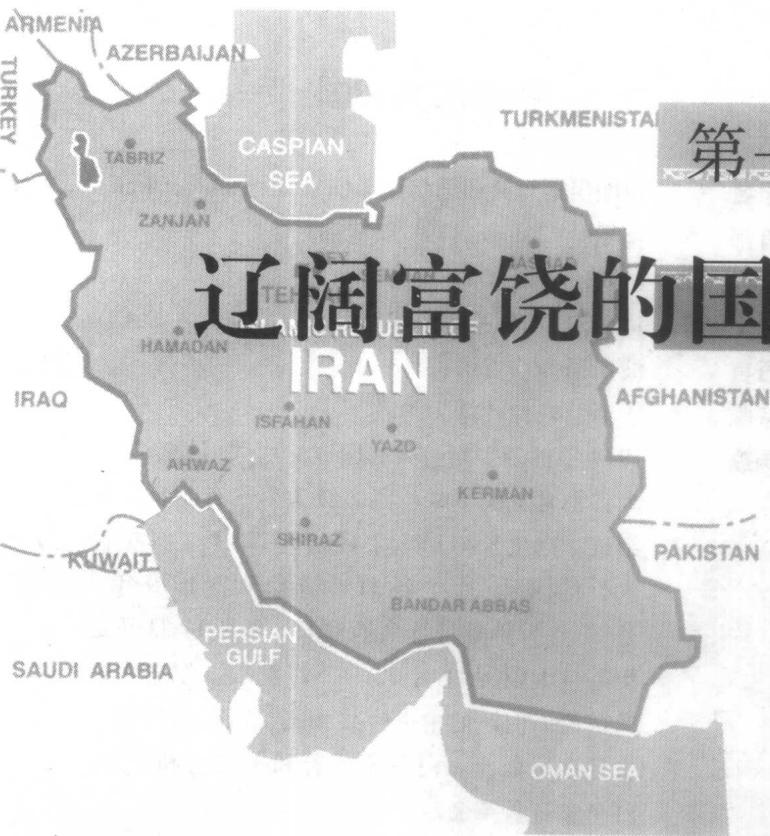 ARMENIA
AZERBAIJAN
TURKEY
TURKMENISTA
CASPIAN
SEA
第一
TABRIZ
ZANJAN
辽阔富饶的国
HAMADAN
IRAN
IRAQ
AFGHANISTAN
ISFAHAN
YAZD
AHWAZ
KERMAN
SHIRAZ
KUWAIT
PAKISTAN
BANDAR ABBAS
PERSIAN
GULF
SAUDI ARABIA
OMAN SEA